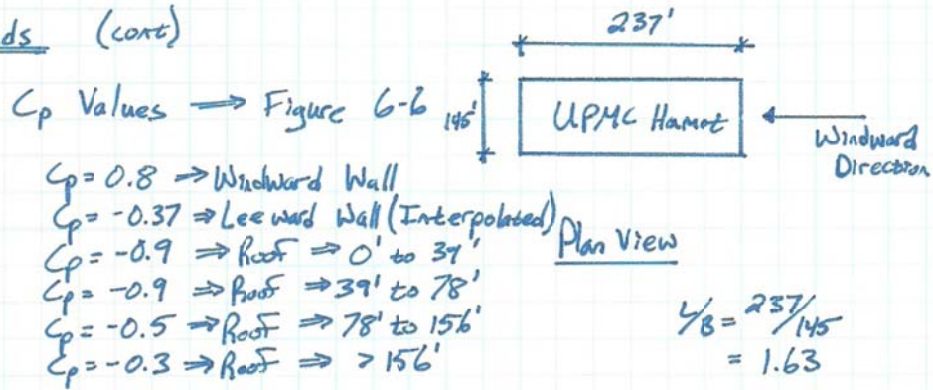 ds (cont)
237'
Cp Values → Figure 6-6
145'
UPMC Hamot
Windward
Direction
Cp = 0.8 ⇒ Windward Wall
Cp = -0.37 ⇒ Leeward Wall (Interpolated)
Plan View
Cp = -0.9 ⇒ Roof ⇒ 0' to 39'
Cp = -0.9 ⇒ Roof ⇒ 39' to 78'
Cp = -0.5 ⇒ Roof ⇒ 78' to 156'
Cp = -0.3 ⇒ Roof ⇒ > 156'
L/B = 237/145
= 1.63